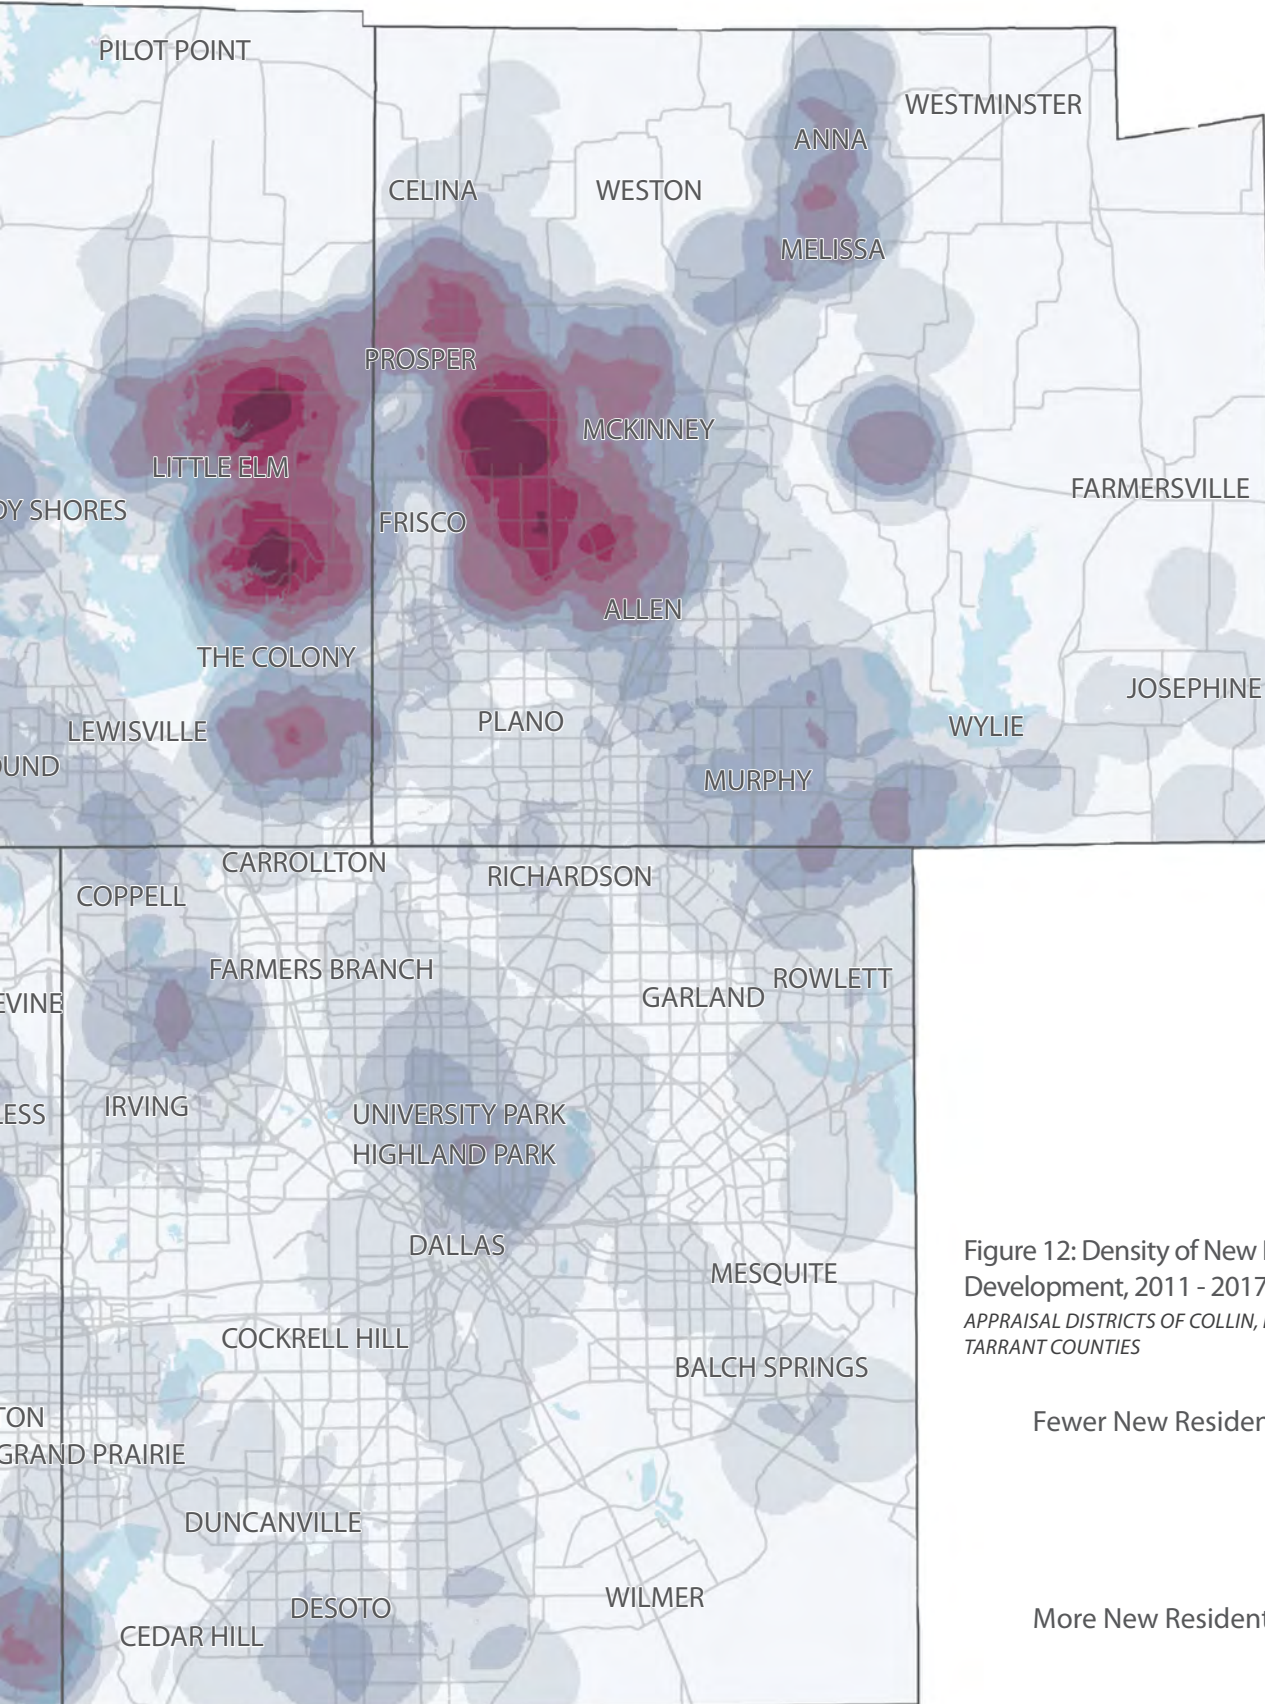 PILOT POINT
WESTMINSTER
ANNA
CELINA
WESTON
MELISSA
PROSPER
MCKINNEY
LITTLE ELM
FARMERSVILLE
DY SHORES
FRISCO
ALLEN
THE COLONY
JOSEPHINE
LEWISVILLE
PLANO
WYLIE
OUND
MURPHY
CARROLLTON
RICHARDSON
COPPELL
FARMERS BRANCH
ROWLETT
EVINE
GARLAND
LESS
IRVING
UNIVERSITY PARK
HIGHLAND PARK
DALLAS
MESQUITE
Figure 12: Density of New
Development, 2011 - 2017
APPRAISAL DISTRICTS OF COLLIN,
TARRANT COUNTIES
COCKRELL HILL
BALCH SPRINGS
TON
GRAND PRAIRIE
Fewer New Residen
DUNCANVILLE
DESOTO
WILMER
CEDAR HILL
More New Resident